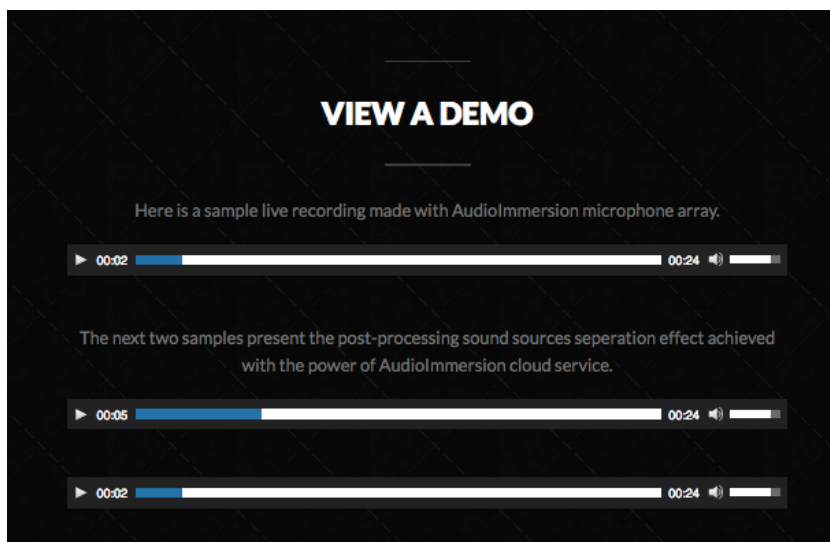 VIEW A DEMO
Here is a sample live recording made with AudioImmersion microphone array.
00:02 00:24
The next two samples present the post-processing sound sources seperation effect achieved
with the power of AudioImmersion cloud service.
00:05 00:24
00:02 00:24